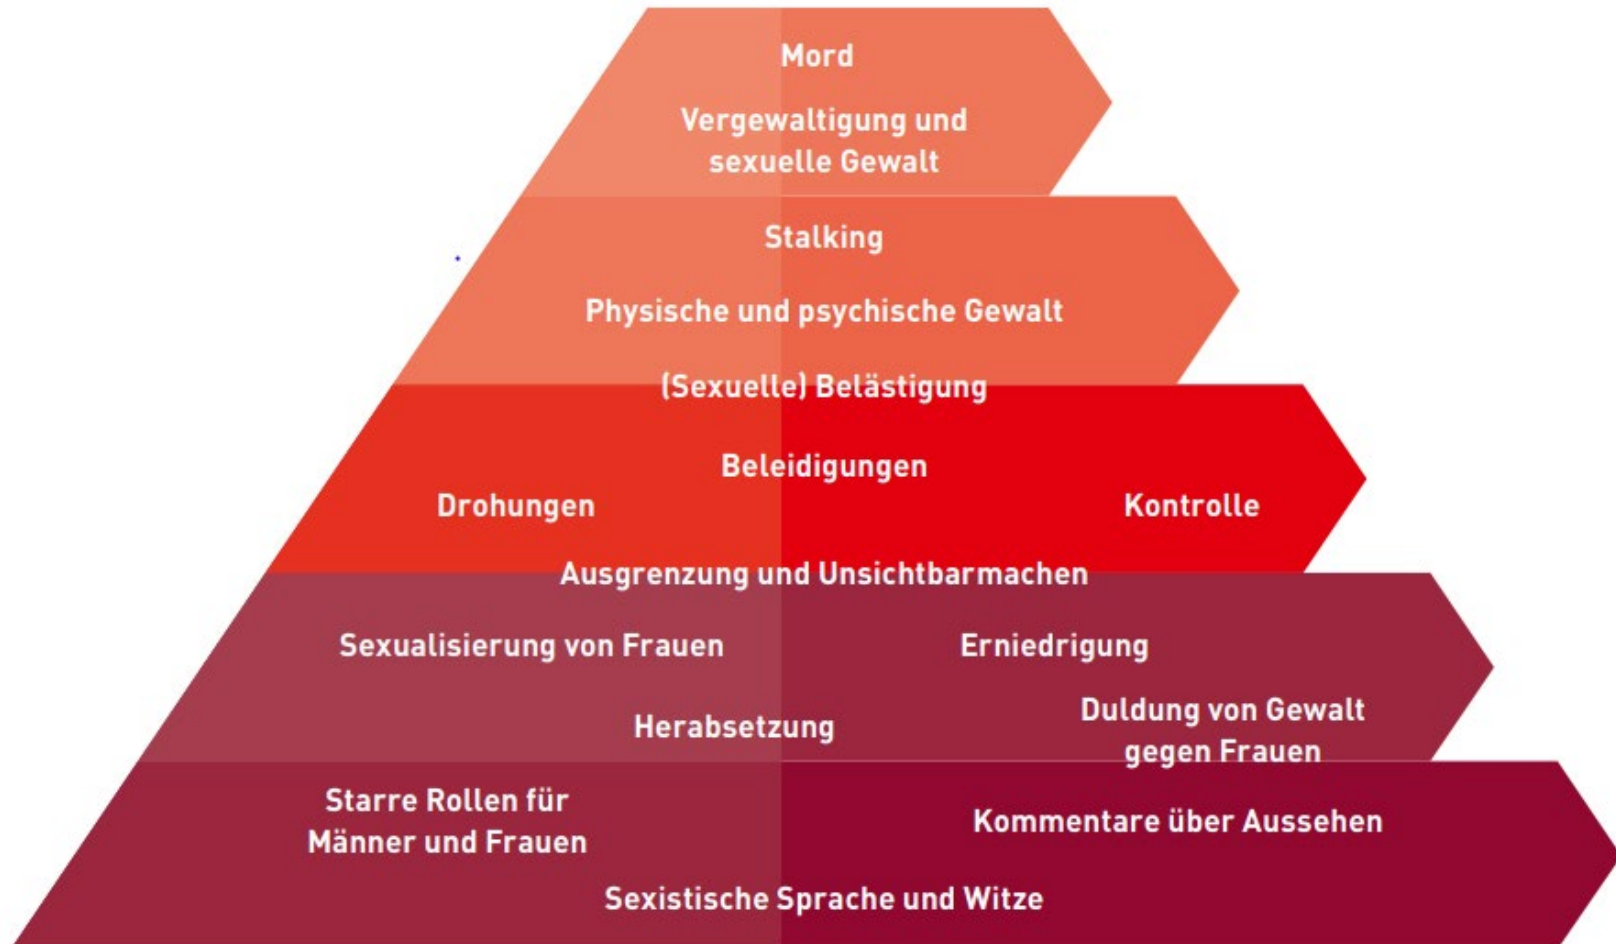 Mord
Vergewaltigung und
sexuelle Gewalt
Stalking
Physische und psychische Gewalt
(Sexuelle) Belästigung
Beleidigungen
Drohungen
Kontrolle
Ausgrenzung und Unsichtbarmachen
Sexualisierung von Frauen
Erniedrigung
Herabsetzung
Duldung von Gewalt
gegen Frauen
Starre Rollen für
Männer und Frauen
Kommentare über Aussehen
Sexistische Sprache und Witze